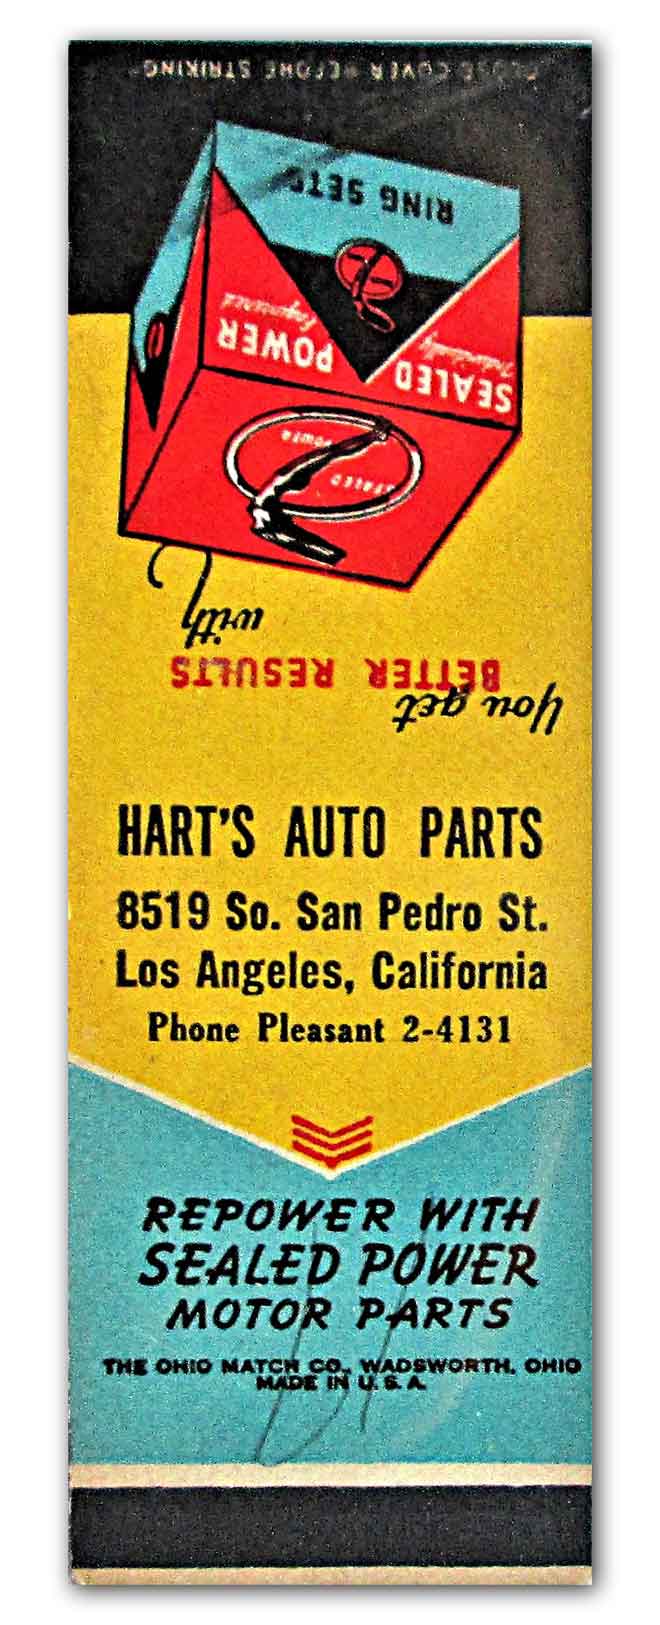 CLOSE COVER BEFORE STRIKING
RING SETS
SEALED POWER
Individually Engineered
SEALED POWER
You get
BETTER RESULTS
with
HART'S AUTO PARTS
8519 So. San Pedro St.
Los Angeles, California
Phone Pleasant 2-4131
REPOWER WITH
SEALED POWER
MOTOR PARTS
THE OHIO MATCH CO., WADSWORTH, OHIO
MADE IN U.S.A.